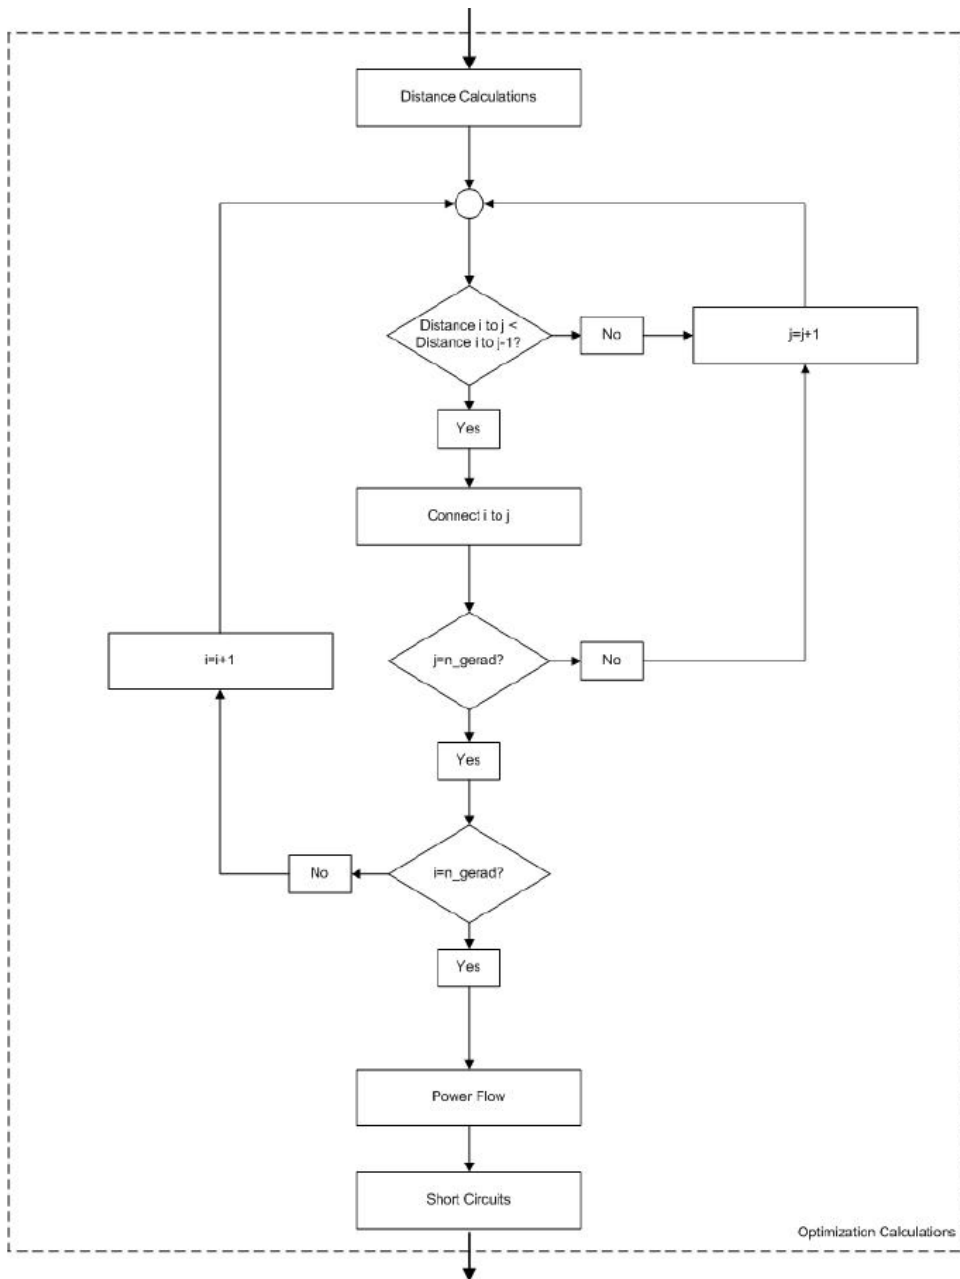 Distance Calculations
Distance i to j <
Distance i to j-1?
No
j=j+1
Yes
Connect i to j
i=i+1
j=n_gerad?
No
Yes
No
i=n_gerad?
Yes
Power Flow
Short Circuits
Optimization Calculations